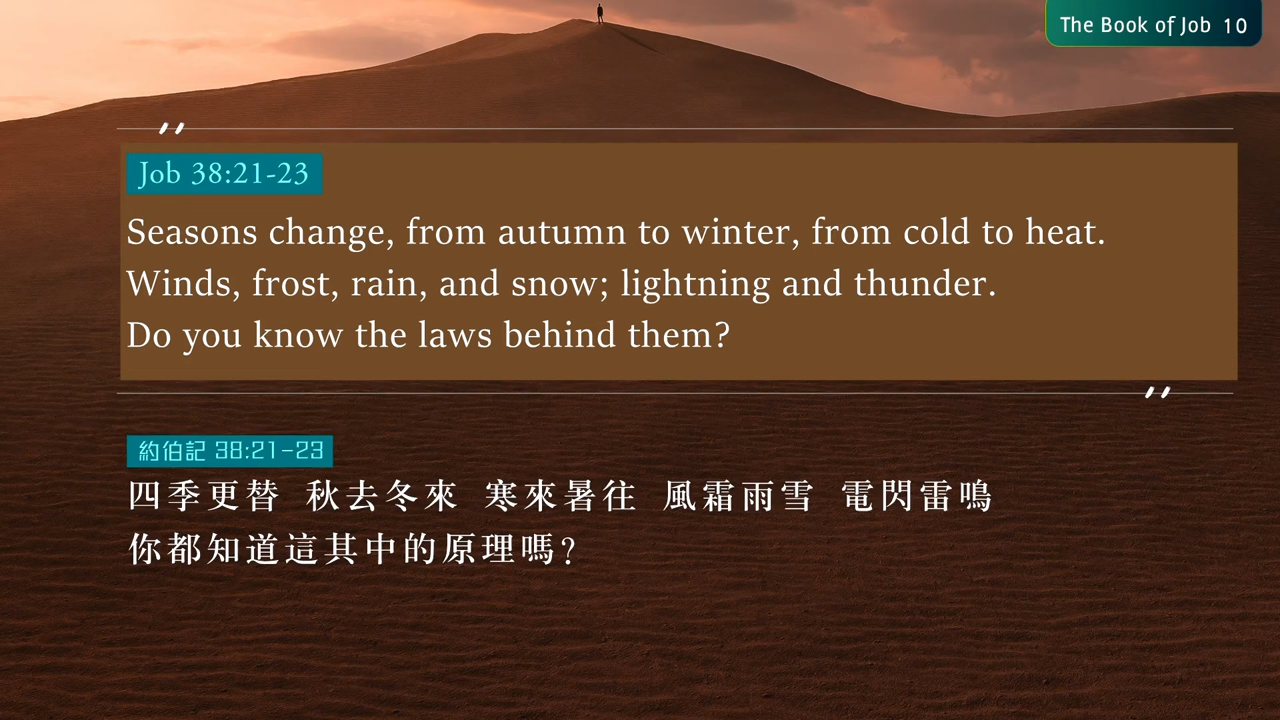 The Book of Job 10
Job 38:21-23
Seasons change, from autumn to winter, from cold to heat.
Winds, frost, rain, and snow; lightning and thunder.
Do you know the laws behind them?
約伯記 38:21-23
四季更替 秋去冬來 寒來暑往 風霜雨雪 電閃雷鳴
你都知道這其中的原理嗎?